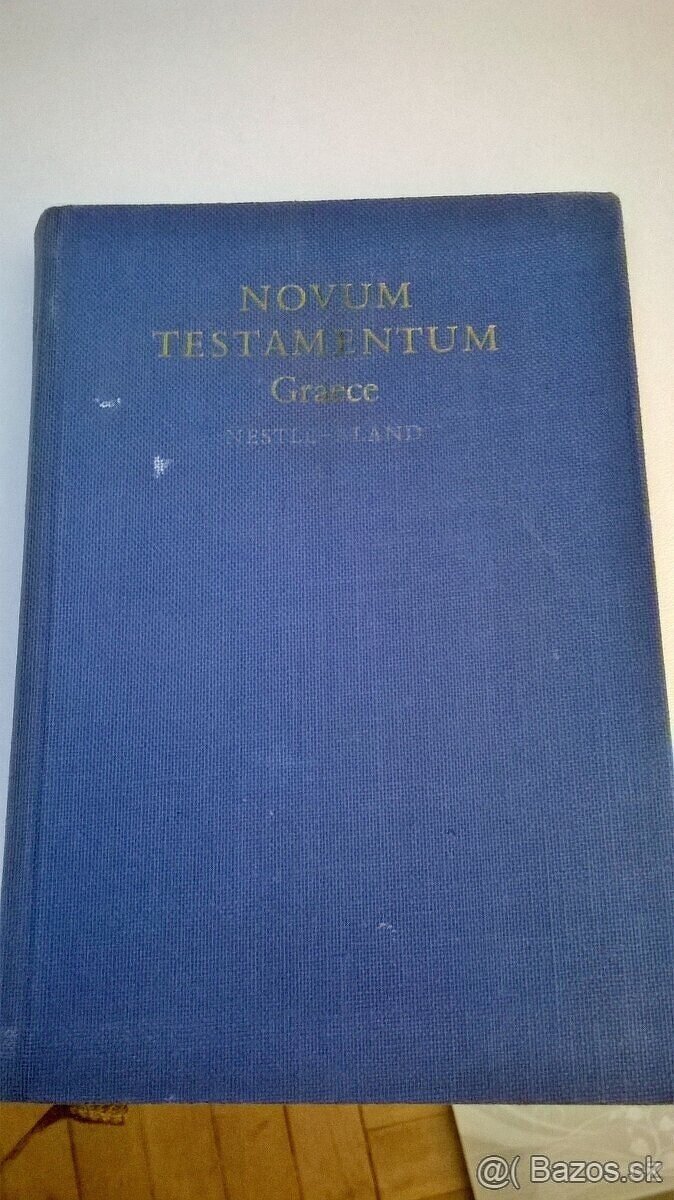 NOVUM
TESTAMENTUM
Graece
NESTLE-ALAND
@( Bazos.sk